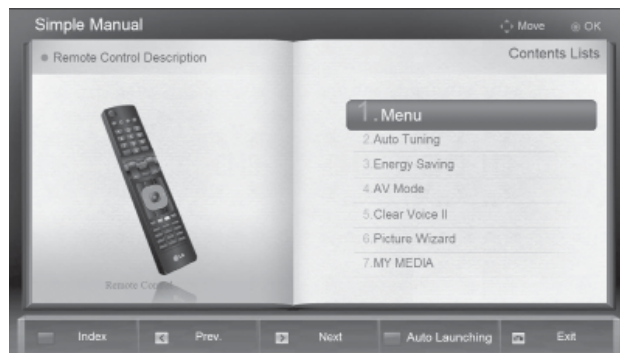 Simple Manual
Move OK
Remote Control Description
Contents Lists
1. Menu
2.Auto Tuning
3.Energy Saving
4.AV Mode
5.Clear Voice II
6.Picture Wizard
7.MY MEDIA
LG
Remote Control
Index Prev. Next Auto Launching Exit